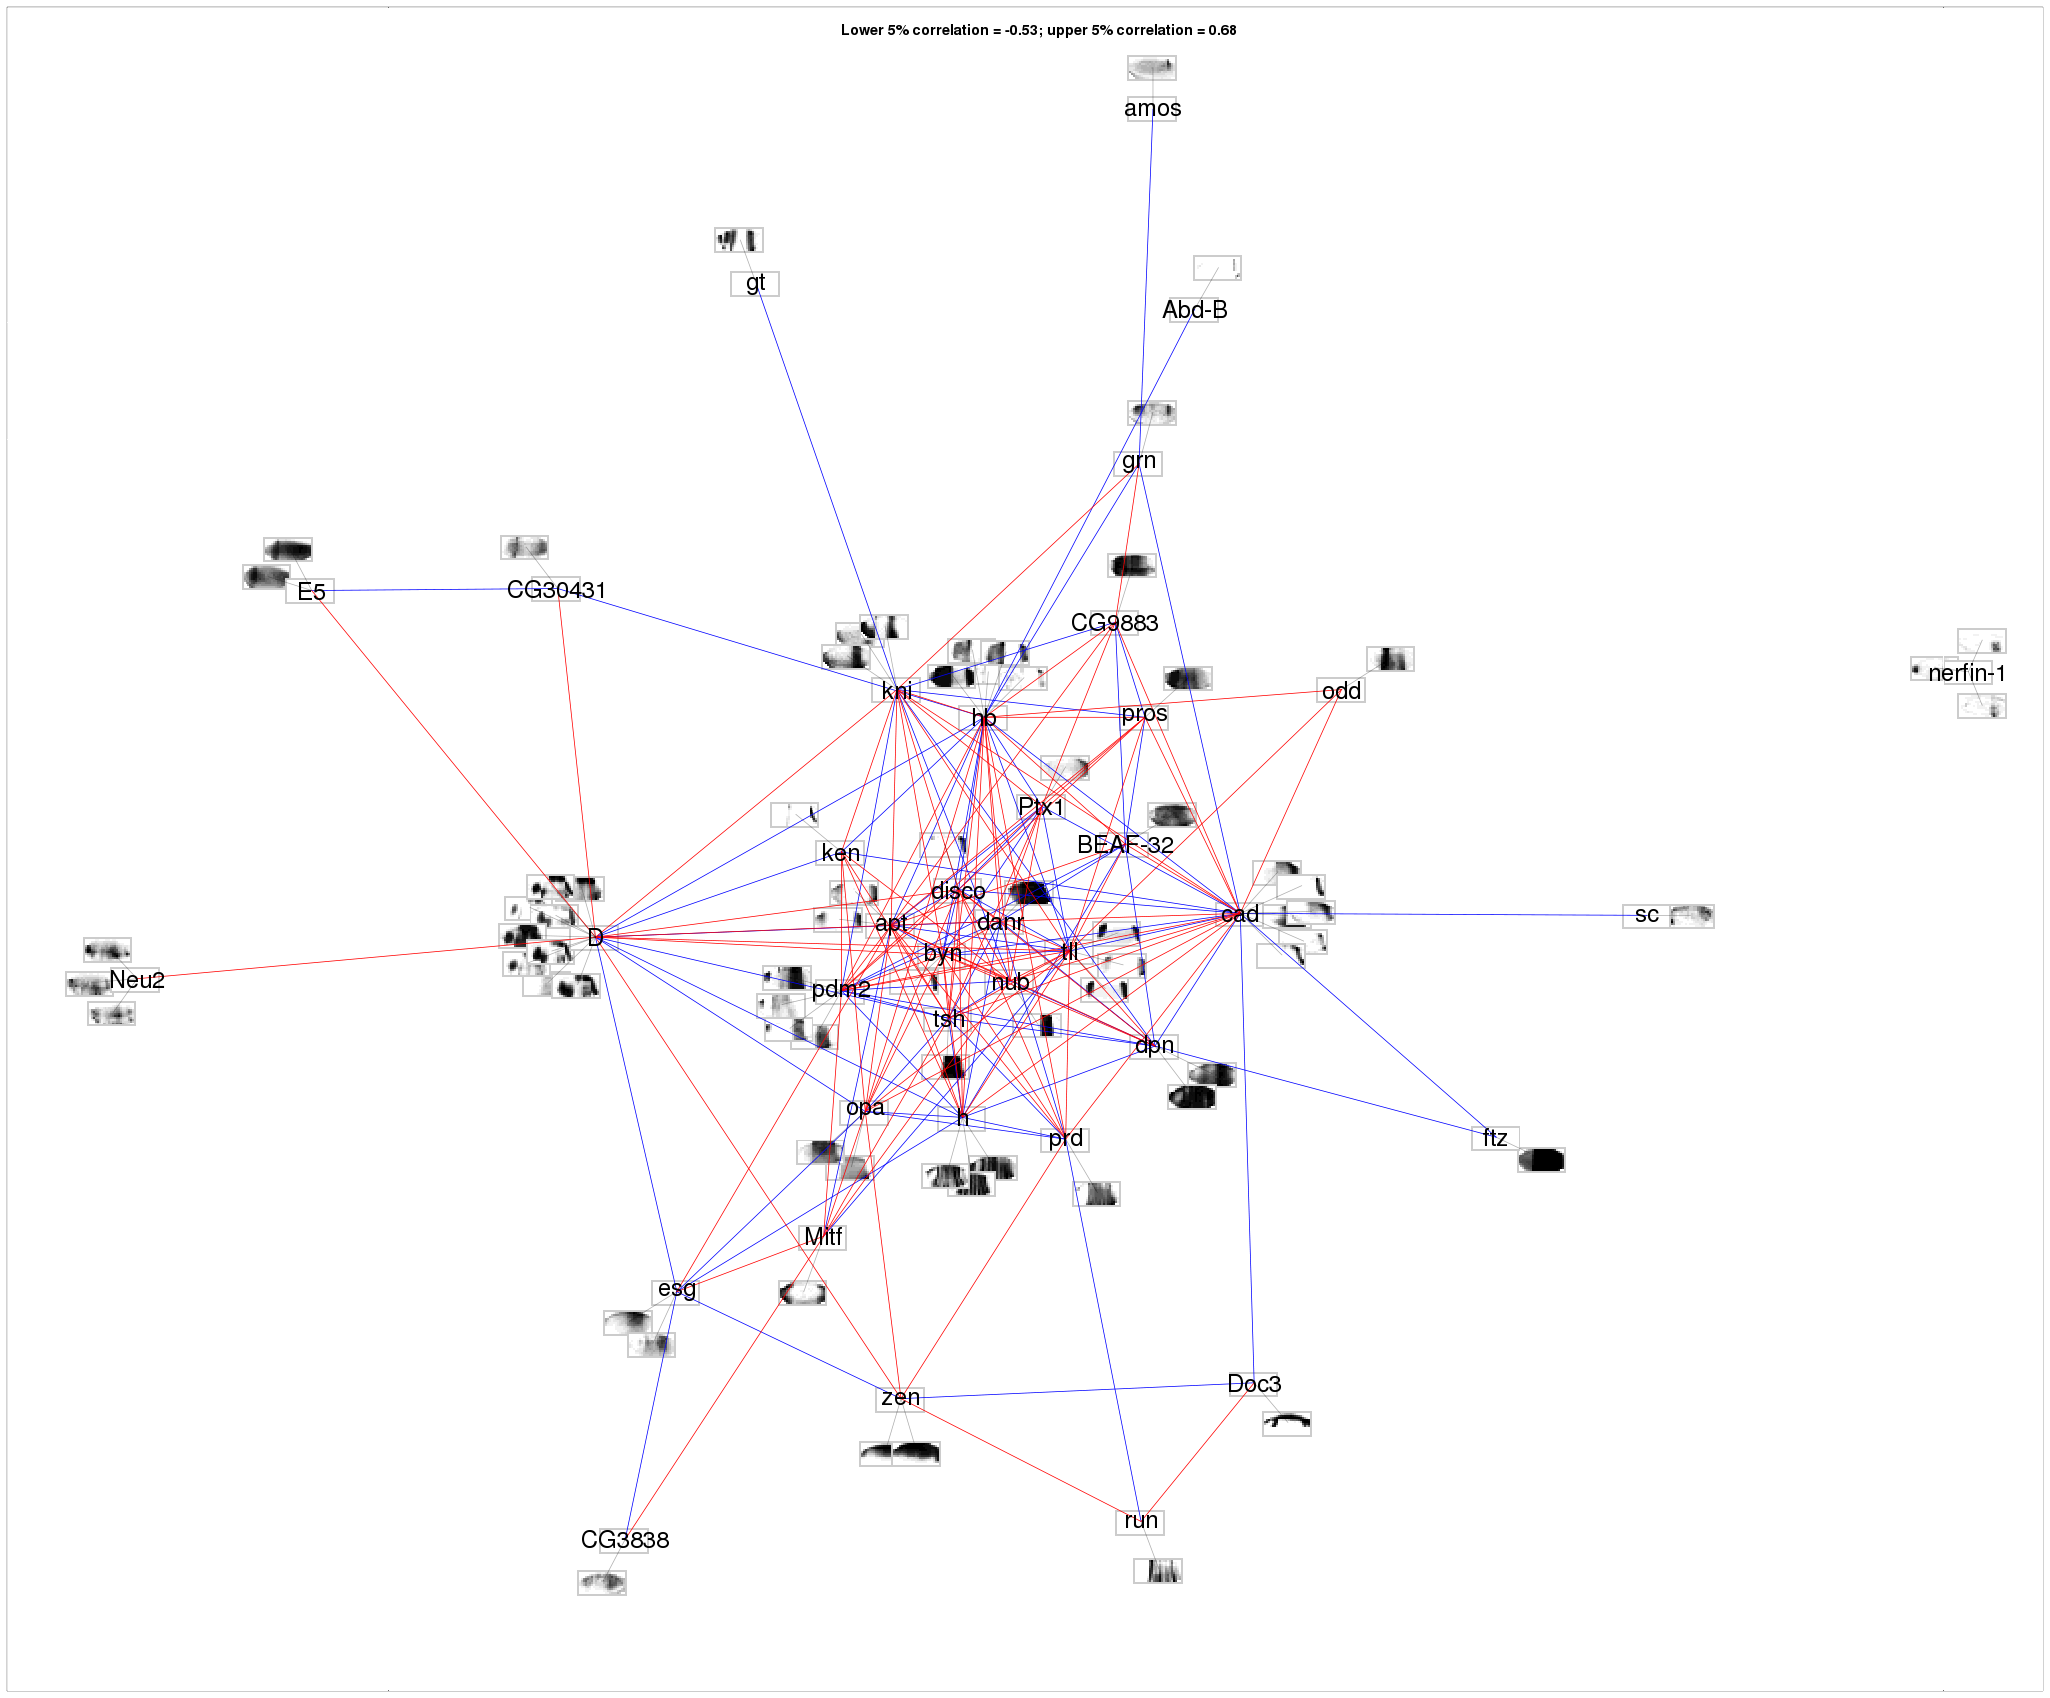 Lower 5% correlation = -0.53; upper 5% correlation = 0.68
amos
gt
Abd-B
grn
E5
CG30431
CG9883
nerfin-1
kni
odd
hb
pros
Ptx1
BEAF-32
ken
disco
cad
sc
apt
danr
D
byn
tll
Neu2
nub
pdm2
tsh
dpn
opa
h
prd
ftz
Mitf
esg
Doc3
zen
run
CG3838